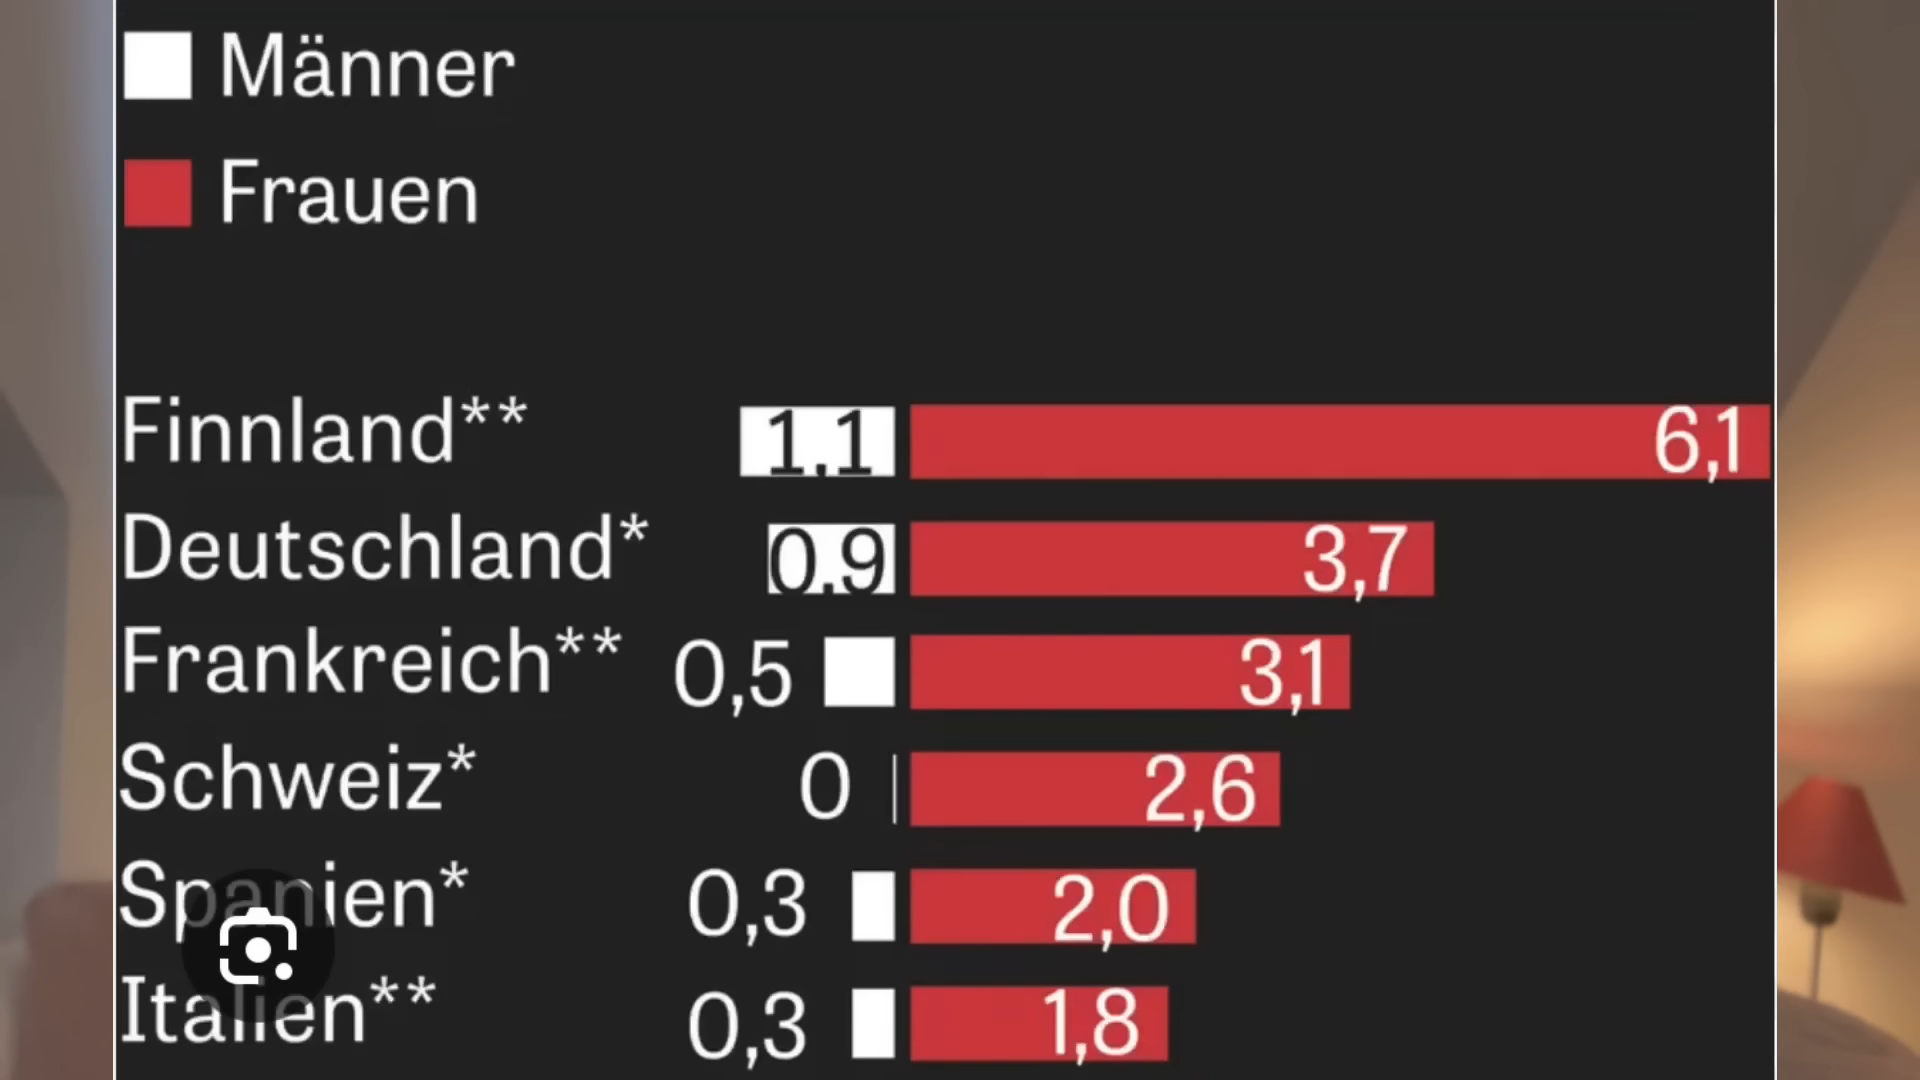 Männer
Frauen
Finnland** 1,1 6,1
Deutschland* 0,9 3,7
Frankreich** 0,5 3,1
Schweiz* 0 2,6
Spanien* 0,3 2,0
Italien** 0,3 1,8